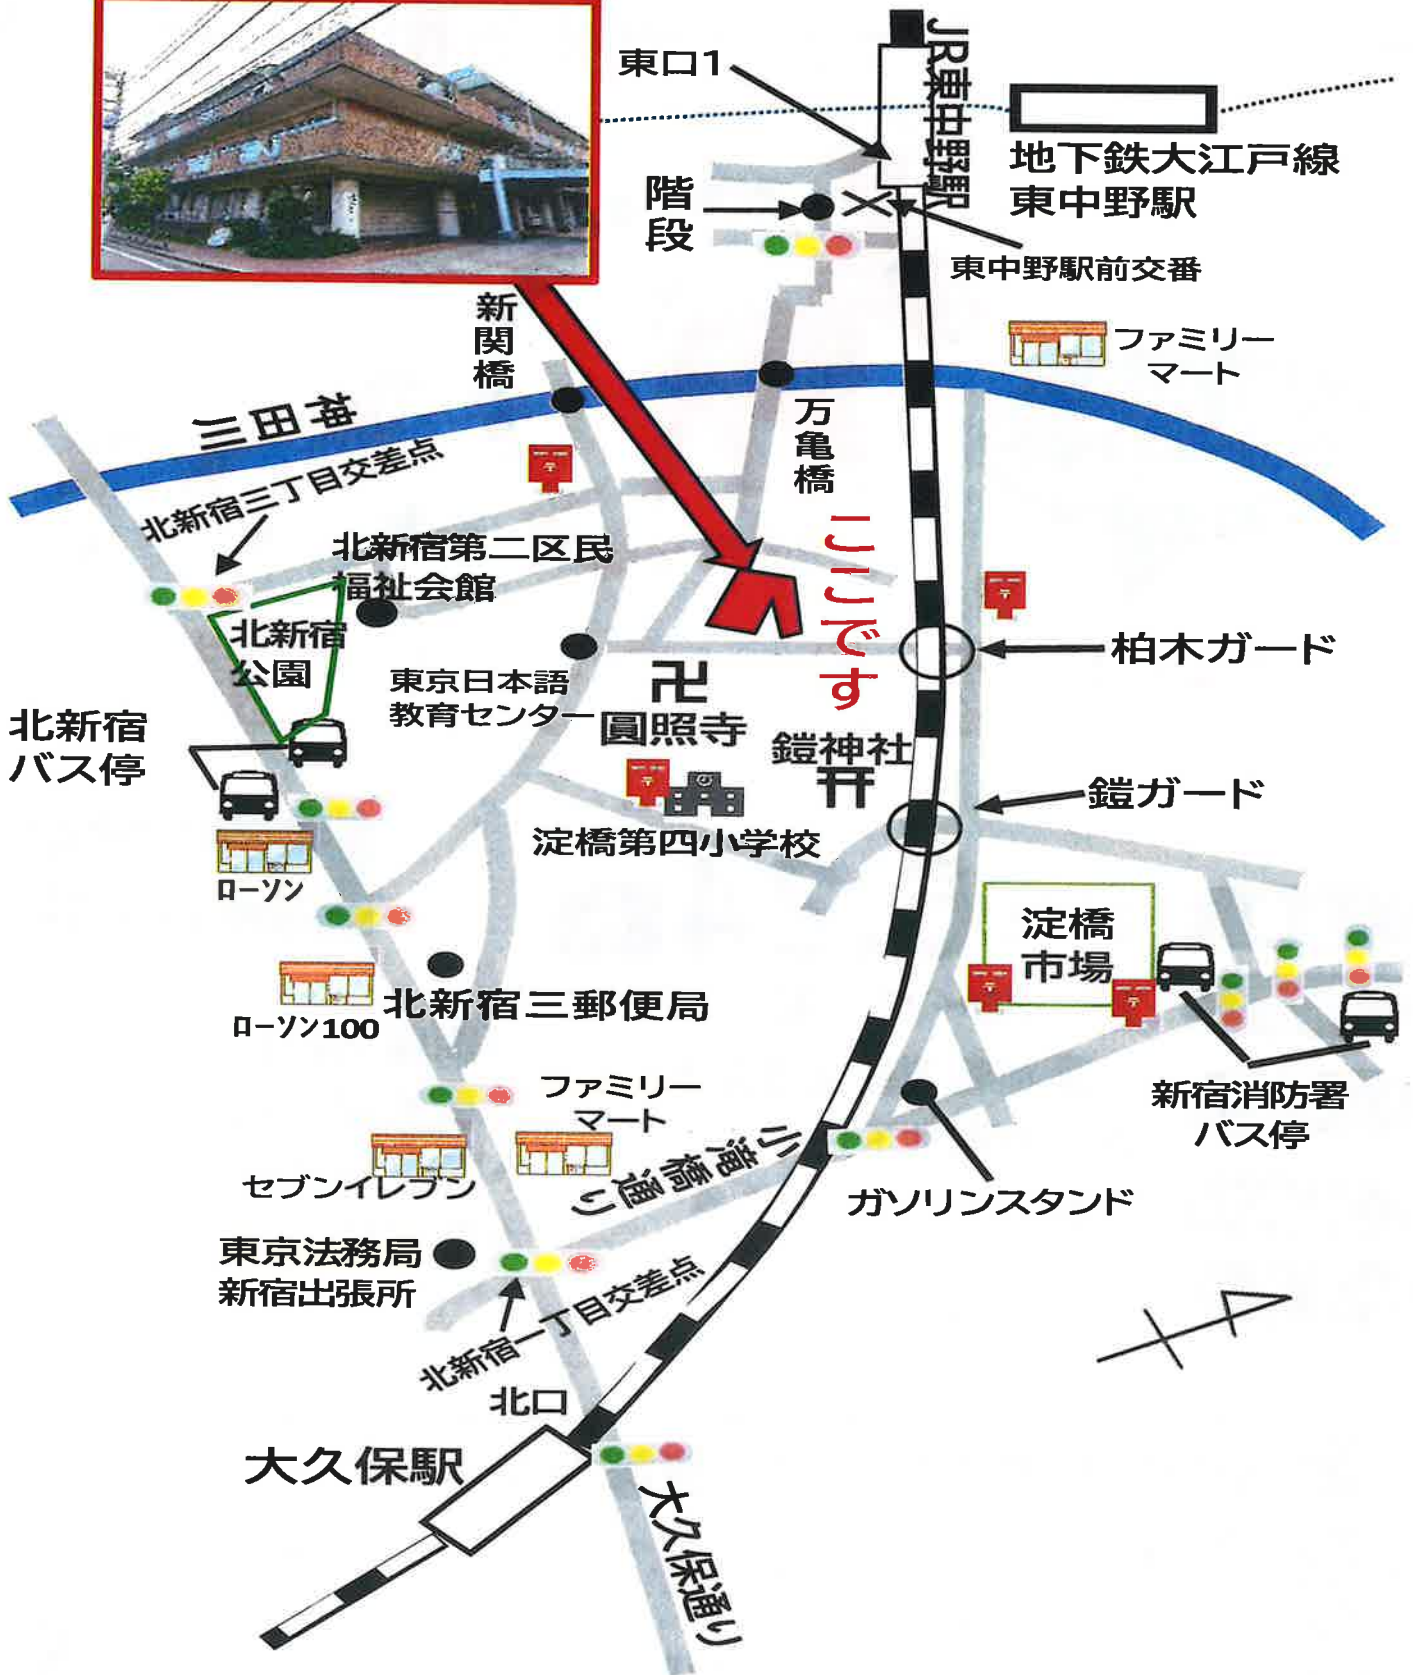 東口1
JR東中野駅
地下鉄大江戸線
東中野駅
階
段
東中野駅前交番
新
関
橋
ファミリー
マート
神田三
万
亀
橋
北新宿三丁目交差点
北新宿第二区民
福祉会館
ここです
北新宿
公園
柏木ガード
東京日本語
教育センター
卍
圓照寺
北新宿
バス停
鎧神社
鎧ガード
淀橋第四小学校
ローソン
淀橋
市場
北新宿三郵便局
ローソン100
ファミリー
マート
新宿消防署
バス停
小滝橋通り
セブンイレブン
ガソリンスタンド
東京法務局
新宿出張所
北新宿一丁目交差点
北口
大久保駅
大久保通り